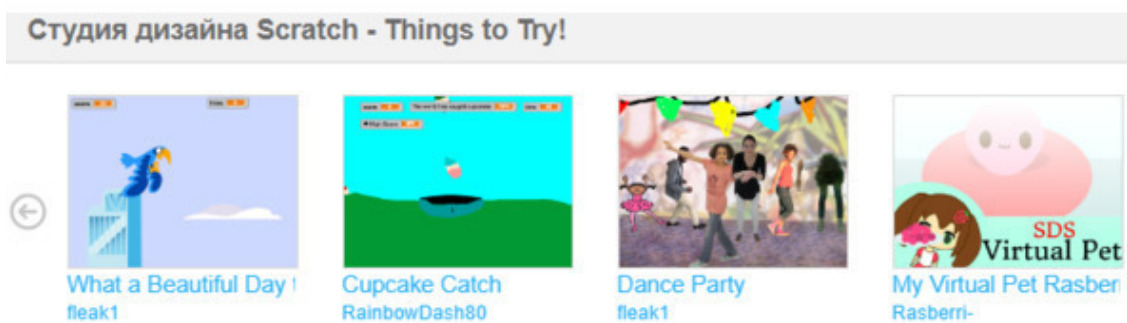 Студия дизайна Scratch - Things to Try!
SDS
Virtual Pet
What a Beautiful Day
Cupcake Catch
Dance Party
My Virtual Pet Rasber
fleak1
RainbowDash80
fleak1
Rasberri-